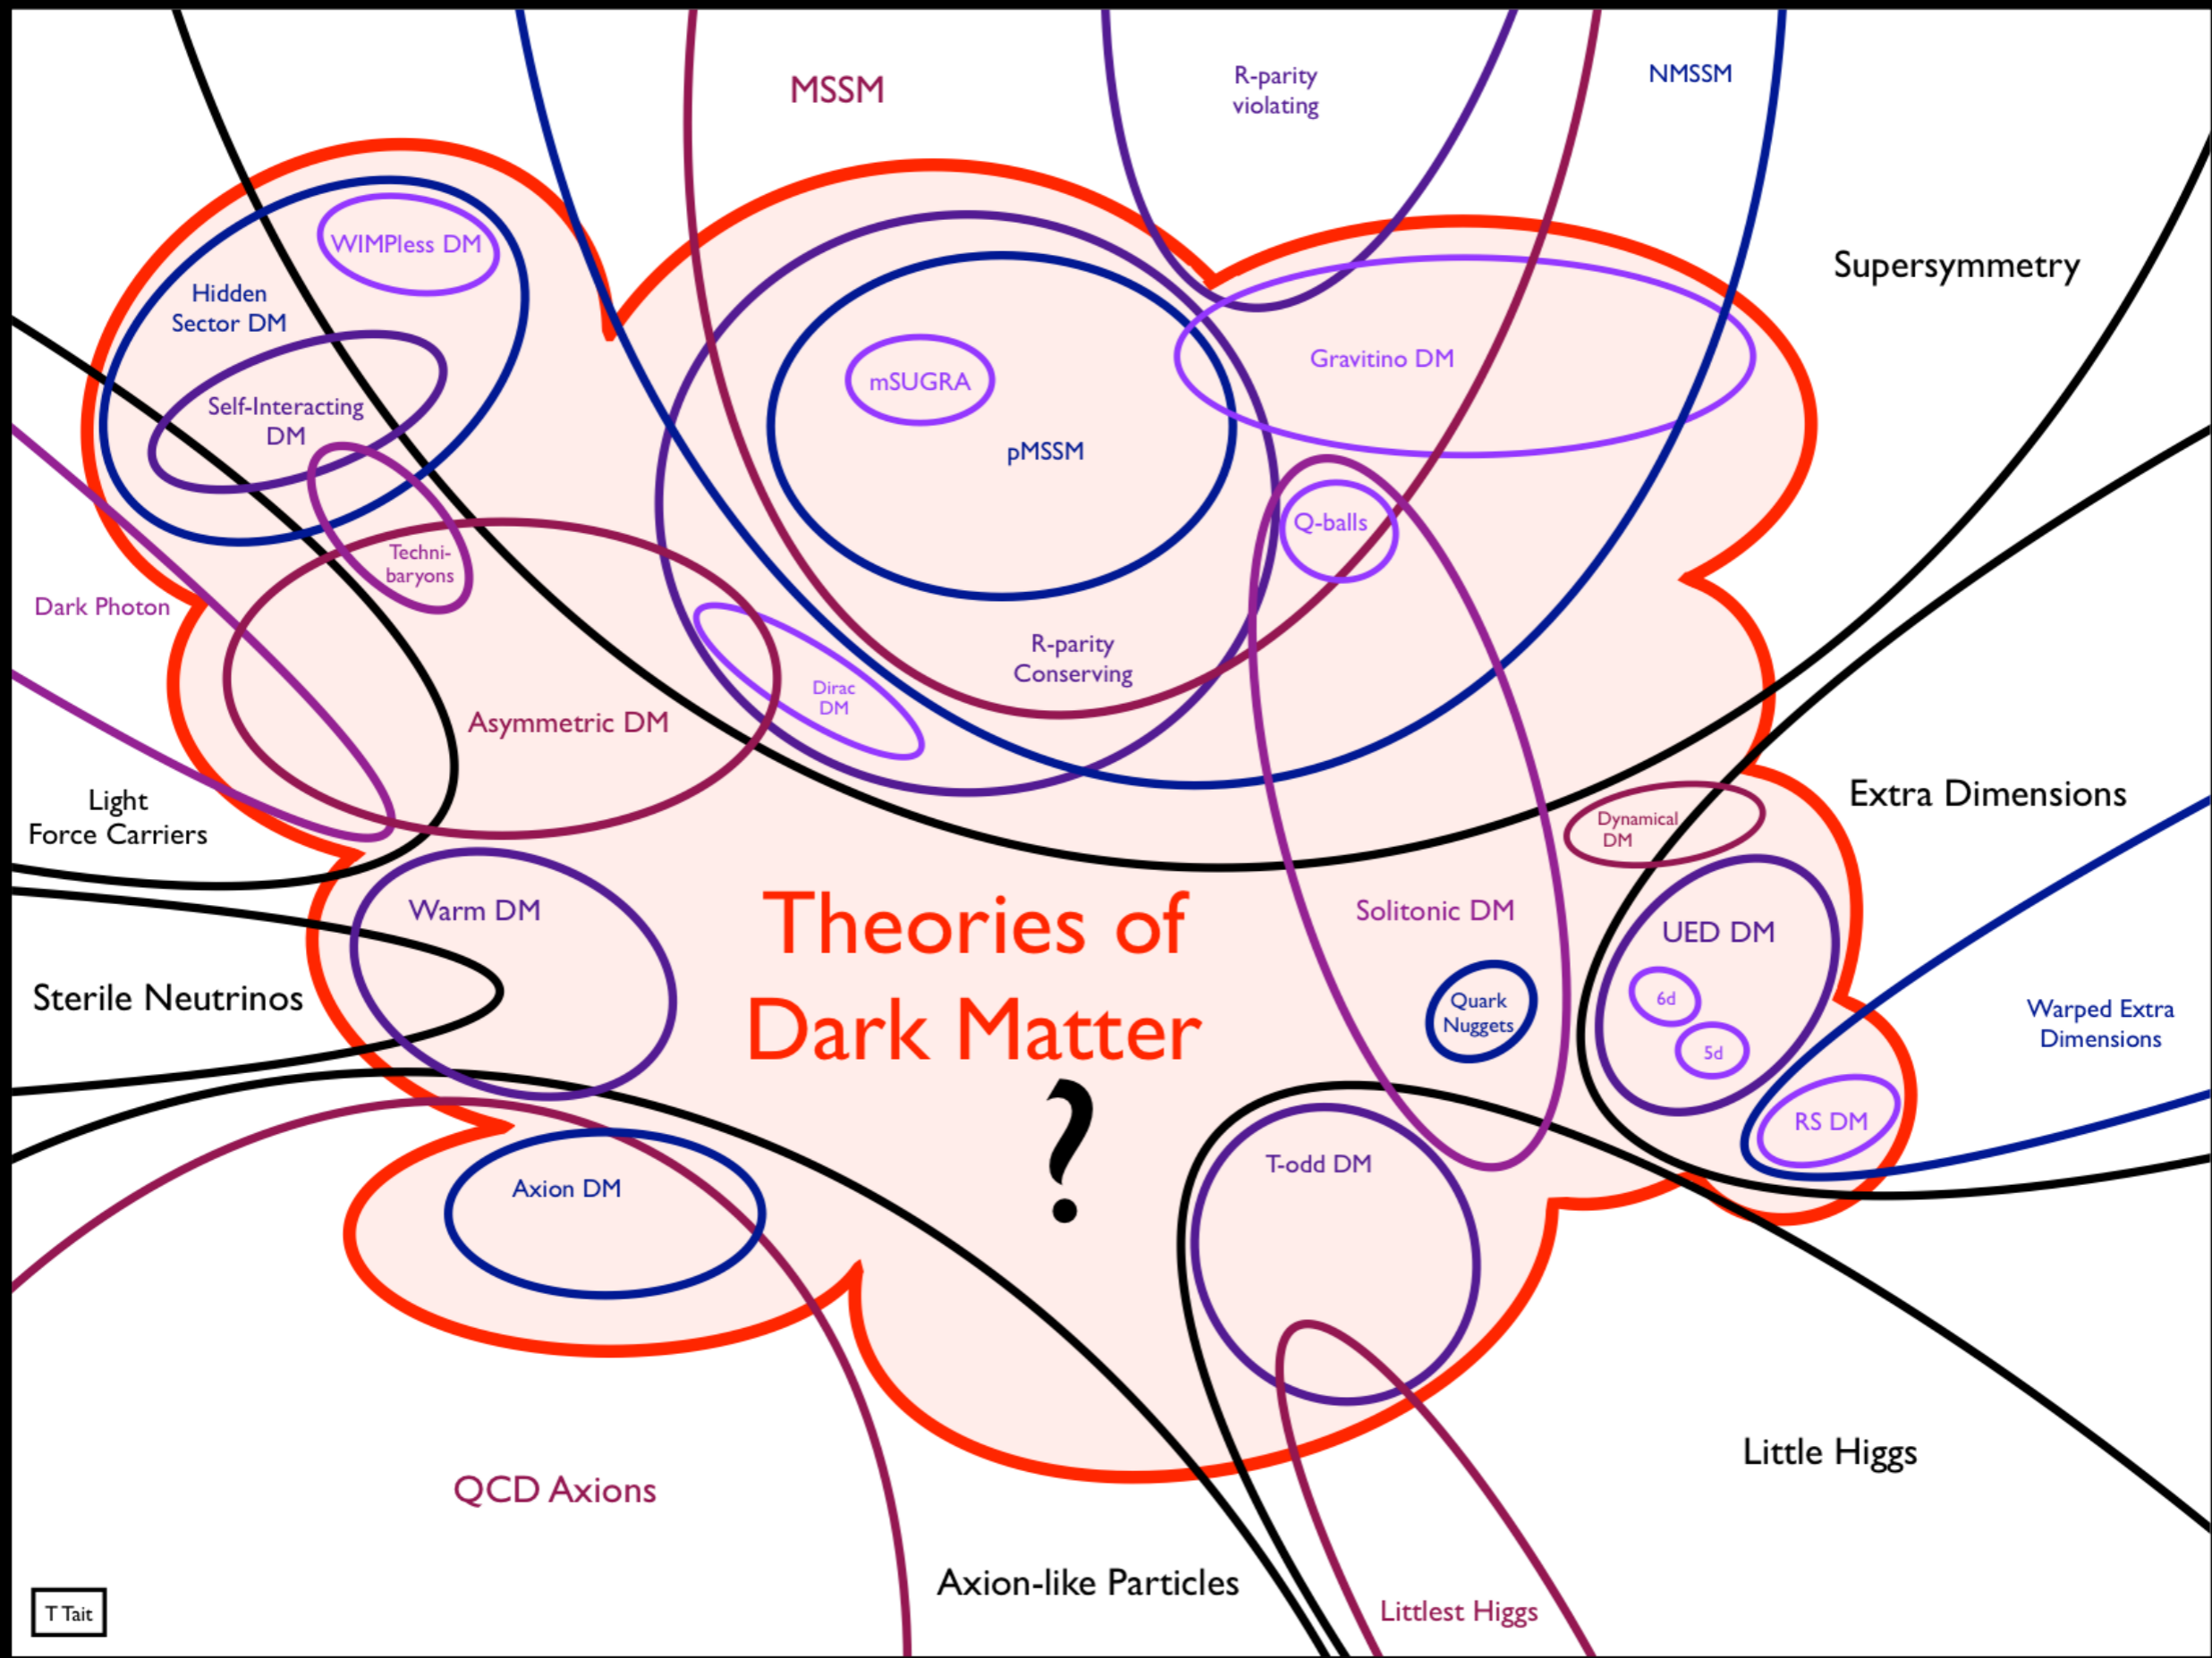 MSSM
R-parity
violating
NMSSM
WIMPless DM
Supersymmetry
Hidden
Sector DM
Gravitino DM
mSUGRA
Self-Interacting
DM
pMSSM
Q-balls
Techni-
baryons
Dark Photon
R-parity
Conserving
Dirac
DM
Asymmetric DM
Light
Force Carriers
Extra Dimensions
Dynamical
DM
Warm DM
Theories of
Dark Matter
?
Solitonic DM
UED DM
Sterile Neutrinos
Quark
Nuggets
6d
5d
Warped Extra
Dimensions
RS DM
T-odd DM
Axion DM
Little Higgs
QCD Axions
Axion-like Particles
Littlest Higgs
T Tait